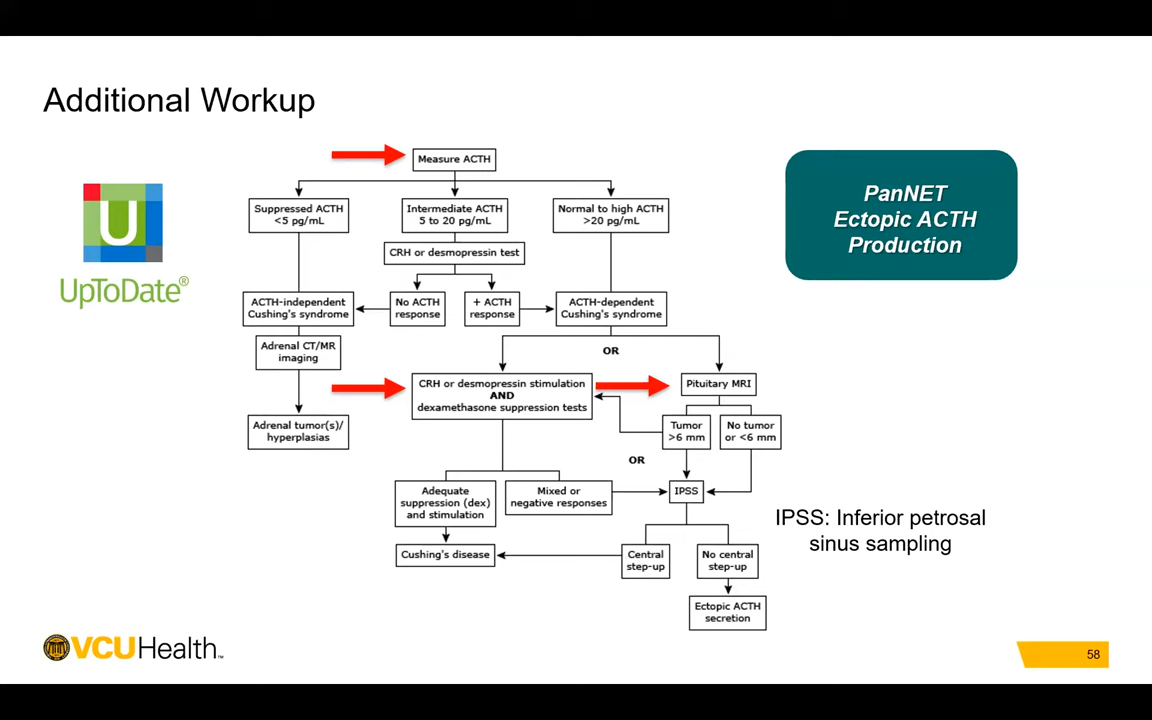 Additional Workup
Measure ACTH
Suppressed ACTH
<5 pg/mL
Intermediate ACTH
5 to 20 pg/mL
Normal to high ACTH
>20 pg/mL
PanNET
Ectopic ACTH
Production
U
UpToDate®
CRH or desmopressin test
ACTH-independent
Cushing's syndrome
No ACTH
response
+ ACTH
response
ACTH-dependent
Cushing's syndrome
Adrenal CT/MR
imaging
OR
CRH or desmopressin stimulation
AND
dexamethasone suppression tests
Pituitary MRI
Adrenal tumor(s)/
hyperplasias
Tumor
>6 mm
No tumor
or <6 mm
OR
Adequate
suppression (dex)
and stimulation
Mixed or
negative responses
IPSS
IPSS: Inferior petrosal
sinus sampling
Cushing's disease
Central
step-up
No central
step-up
Ectopic ACTH
secretion
VCUHealth™
58